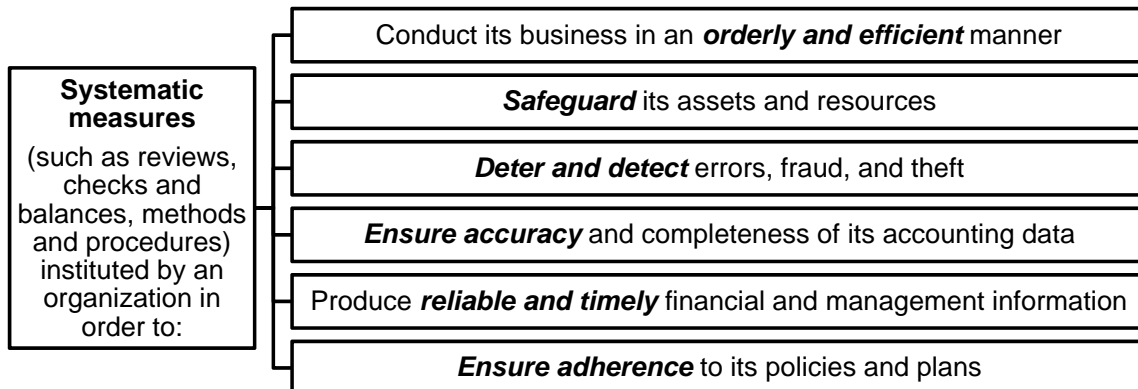 Systematic
measures
(such as reviews,
checks and
balances, methods
and procedures)
instituted by an
organization in
order to:
Conduct its business in an orderly and efficient manner
Safeguard its assets and resources
Deter and detect errors, fraud, and theft
Ensure accuracy and completeness of its accounting data
Produce reliable and timely financial and management information
Ensure adherence to its policies and plans